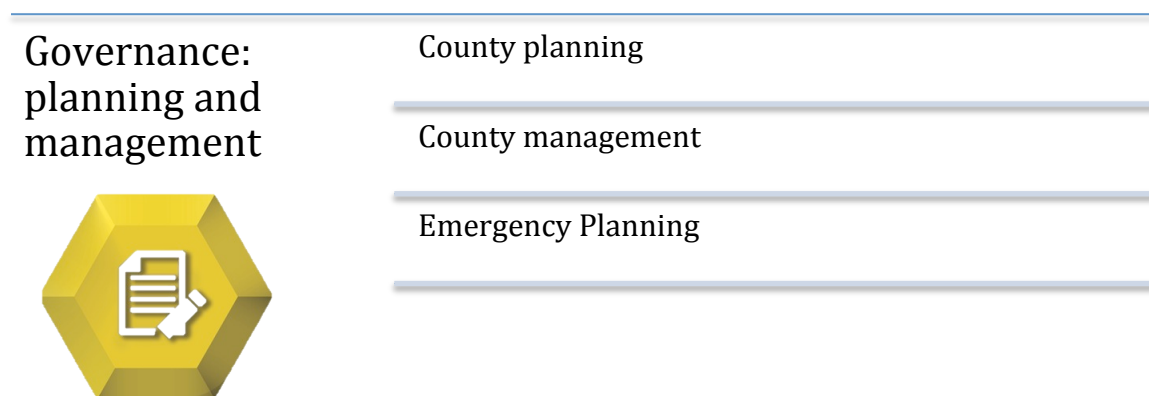 Governance:
planning and
management
County planning
County management
Emergency Planning